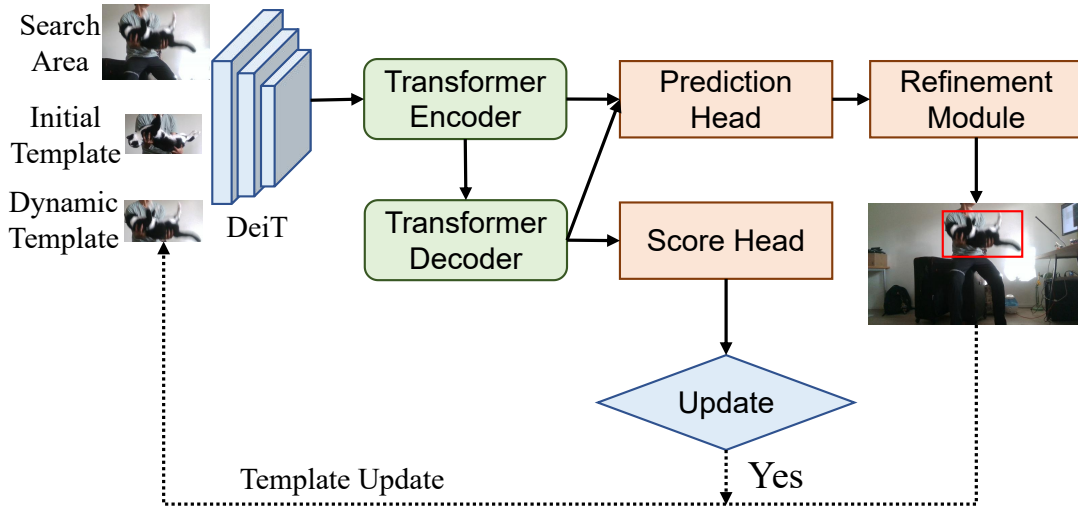 Search
Area
Initial
Template
Dynamic
Template
DeiT
Transformer
Encoder
Transformer
Decoder
Prediction
Head
Refinement
Module
Score Head
Update
Yes
Template Update